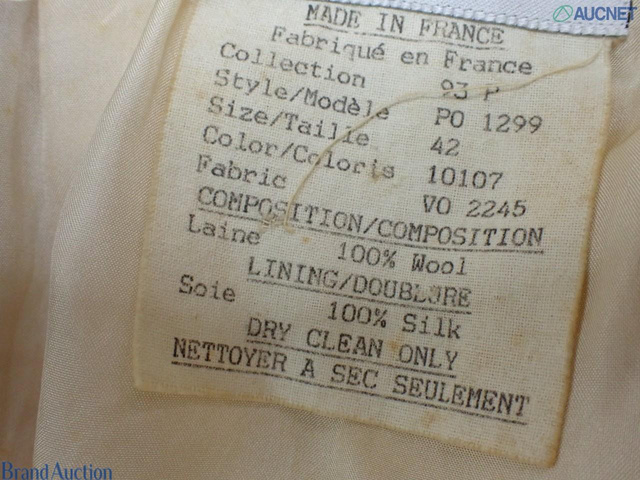 AUCNET
MADE IN FRANCE
Fabriqué en France
Collection 93 P
Style/Modèle PO 1299
Size/Taille 42
Color/Coloris 10107
Fabric VO 2245
COMPOSITION/COMPOSITION
Laine 100% Wool
LINING/DOUBLURE
Soie 100% Silk
DRY CLEAN ONLY
NETTOYER A SEC SEULEMENT
Brand Auction